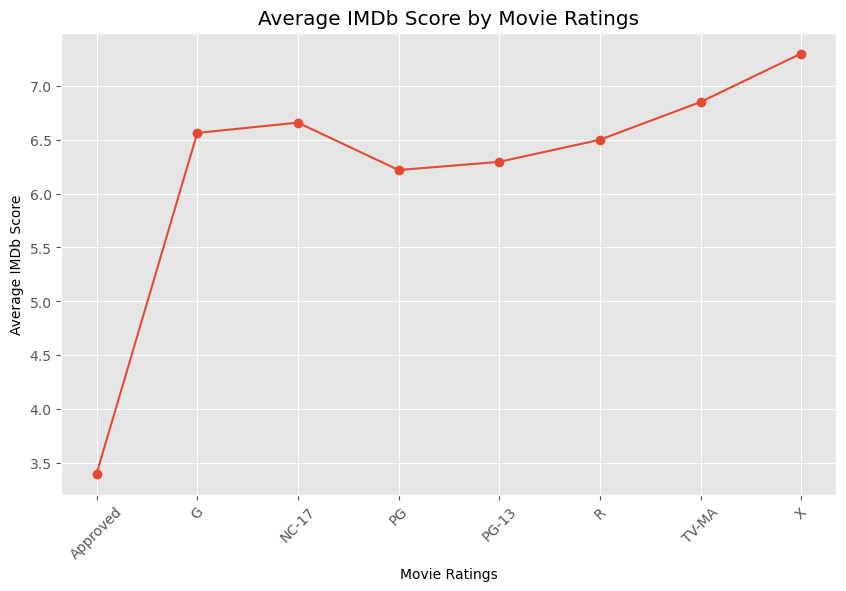 Average IMDb Score by Movie Ratings
Average IMDb Score
7.0
6.5
6.0
5.5
5.0
4.5
4.0
3.5
Approved
G
NC-17
PG
PG-13
R
TV-MA
X
Movie Ratings